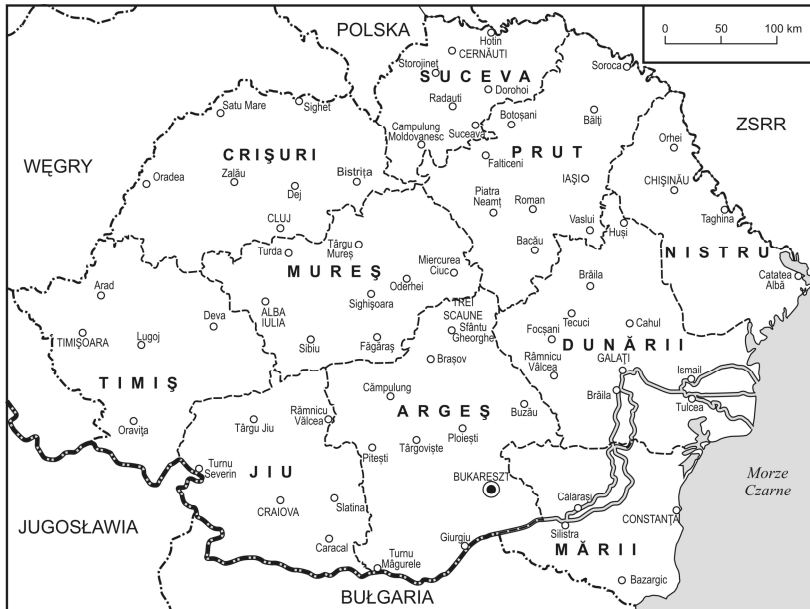 POLSKA
0 50 100 km
Hotin
CERNĂUTI
Storojinet
SUCEVA
Soroca
Dorohoi
Radauti
Satu Mare
Sighet
Botoşani
Bălţi
ZSRR
Suceava
Campulung
Moldovanesc
Orhei
WĘGRY
CRIŞURI
PRUT
Falticeni
Oradea
Zalău
Dej
Bistriţa
IAŞI
CHIŞINĂU
Piatra
Neamţ
Roman
Taghina
CLUJ
Vaslui
Huşi
Turda
Târgu
Mureş
Bacău
NISTRU
MUREŞ
Miercurea
Ciuc
Catatea
Albă
Arad
Oderhei
Brăila
Sighişoara
ALBA
IULIA
TREI
SCAUNE
Sfântu
Gheorghe
Deva
Tecuci
Cahul
TIMIŞOARA
Lugoj
Focşani
Sibiu
Făgăraş
DUNĂRII
Braşov
Râmnicu
Vâlcea
GALAŢI
Ismail
TIMIŞ
Câmpulung
Brăila
Tulcea
Râmnicu
Vâlcea
ARGEŞ
Buzău
Oraviţa
Târgu Jiu
Ploieşti
Târgovişte
Piteşti
Turnu
Severin
JIU
BUKARESZT
Morze
Czarne
Slatina
CRAIOVA
Calaraşi
CONSTANŢA
JUGOSŁAWIA
Silistra
Caracal
Giurgiu
MĂRII
Turnu
Măgurele
Bazargic
BUŁGARIA